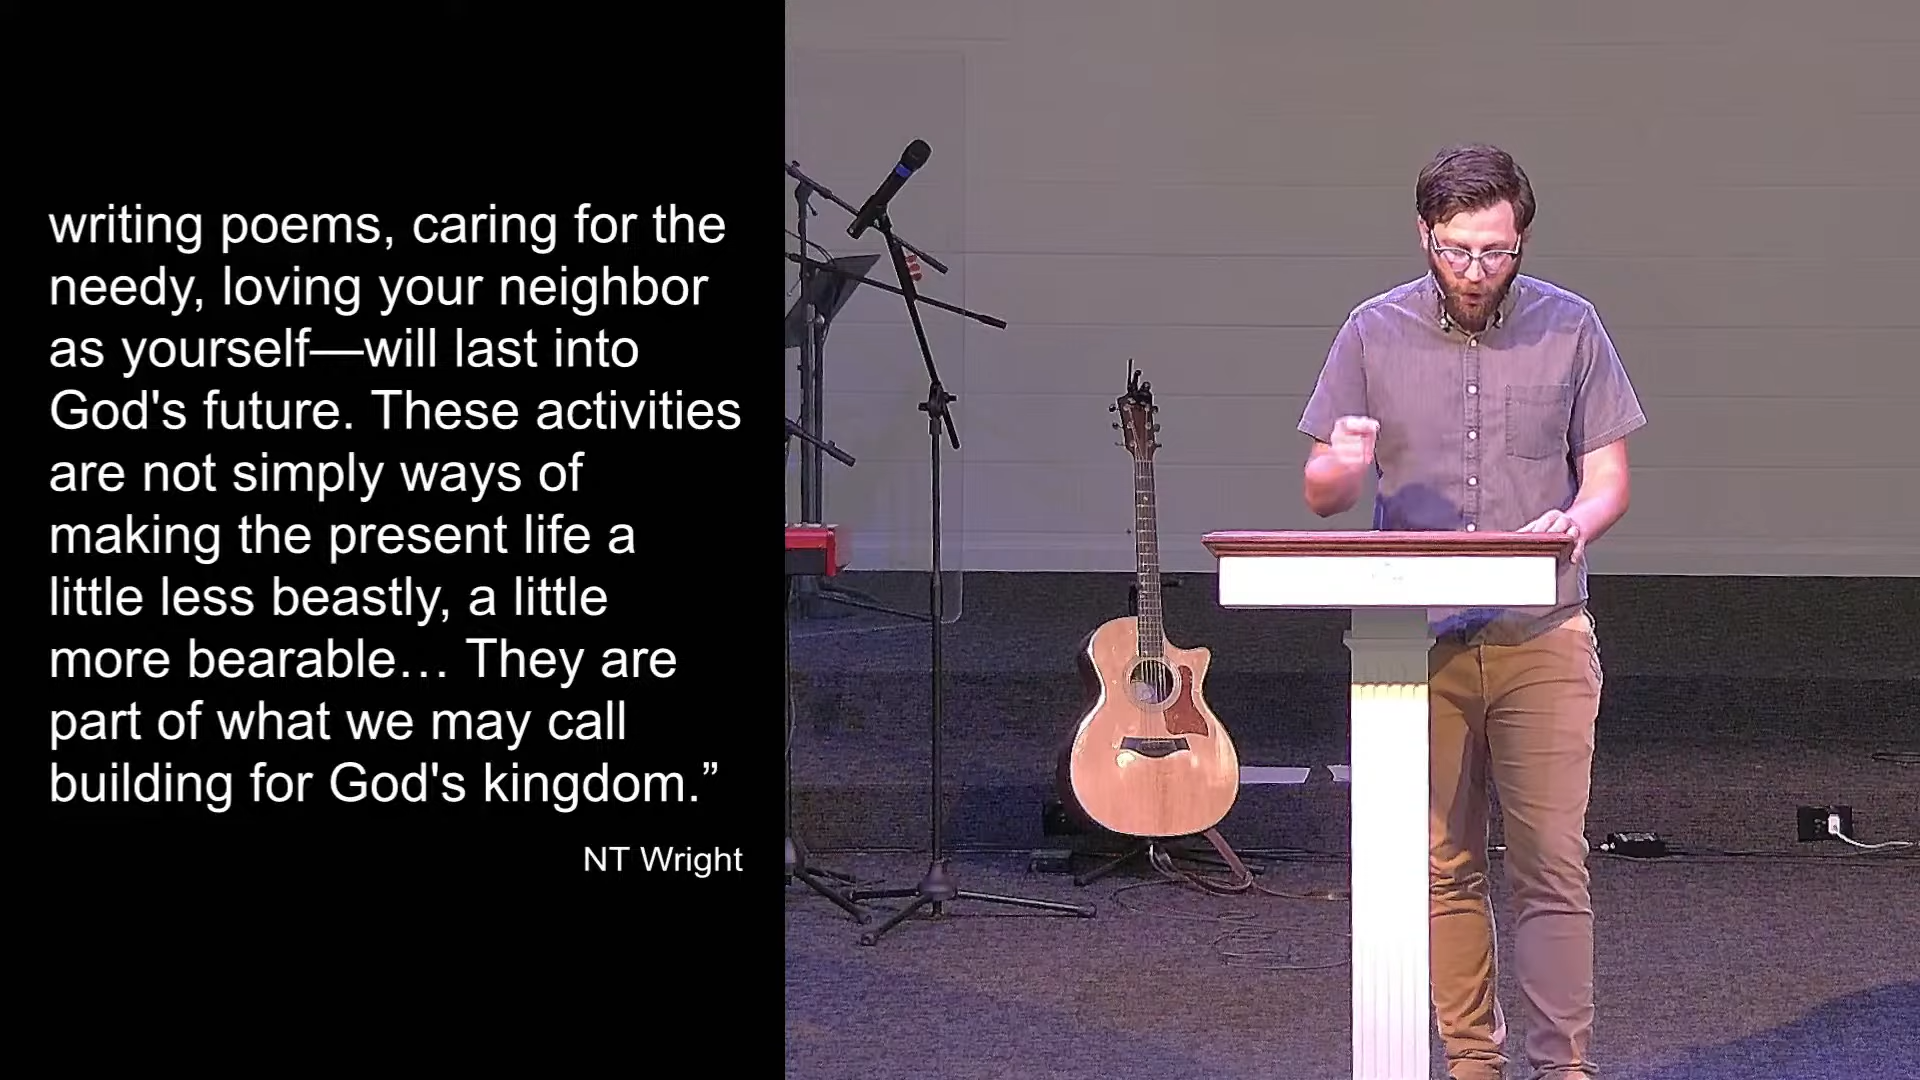 writing poems, caring for the
needy, loving your neighbor
as yourself—will last into
God's future. These activities
are not simply ways of
making the present life a
little less beastly, a little
more bearable… They are
part of what we may call
building for God's kingdom.”
NT Wright